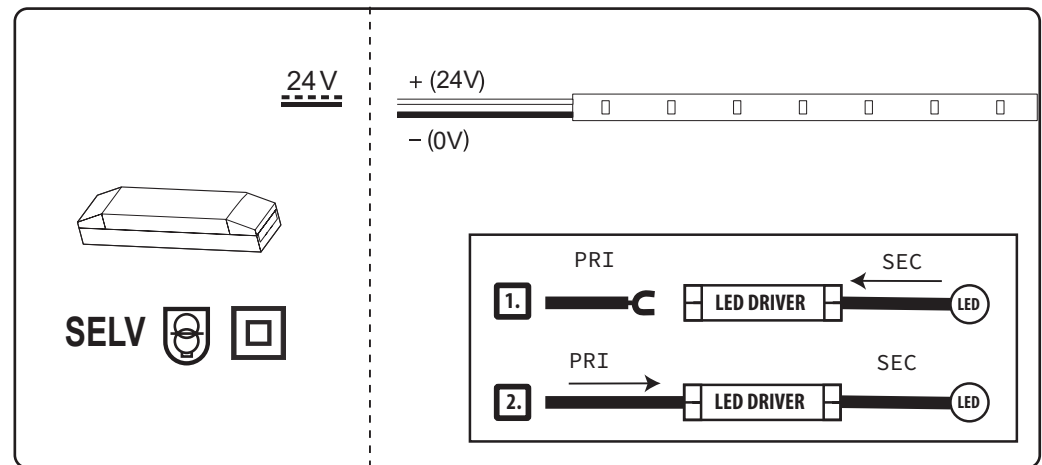 24V
+ (24V)
− (0V)
SELV
PRI
SEC
1.
LED DRIVER
LED
PRI
SEC
2.
LED DRIVER
LED